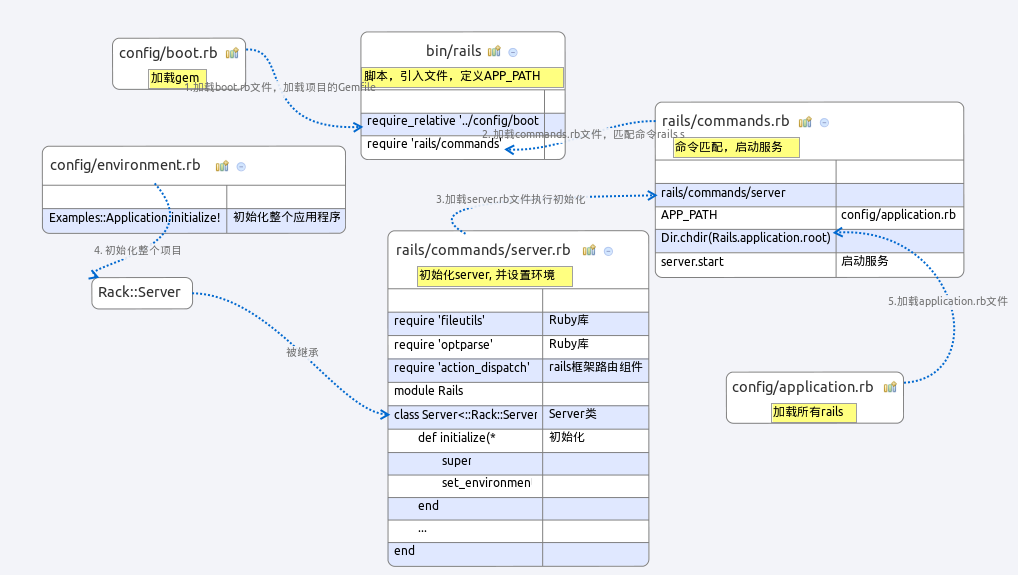 config/boot.rb
加载gem
1.加载boot.rb文件，加载项目的Gemfile
bin/rails
脚本，引入文件，定义APP_PATH
require_relative '../config/boot
require 'rails/commands'
2.加载commands.rb文件，匹配命令rails s
rails/commands.rb
命令匹配，启动服务
rails/commands/server
APP_PATH config/application.rb
Dir.chdir(Rails.application.root)
server.start 启动服务
config/environment.rb
Examples::Application.initialize! 初始化整个应用程序
3.加载server.rb文件执行初始化
4. 初始化整个项目
Rack::Server
被继承
rails/commands/server.rb
初始化server, 并设置环境
require 'fileutils' Ruby库
require 'optparse' Ruby库
require 'action_dispatch' rails框架路由组件
module Rails
class Server<::Rack::Server Server类
def initialize(* 初始化
super
set_environmen
end
...
end
5.加载application.rb文件
config/application.rb
加载所有rails